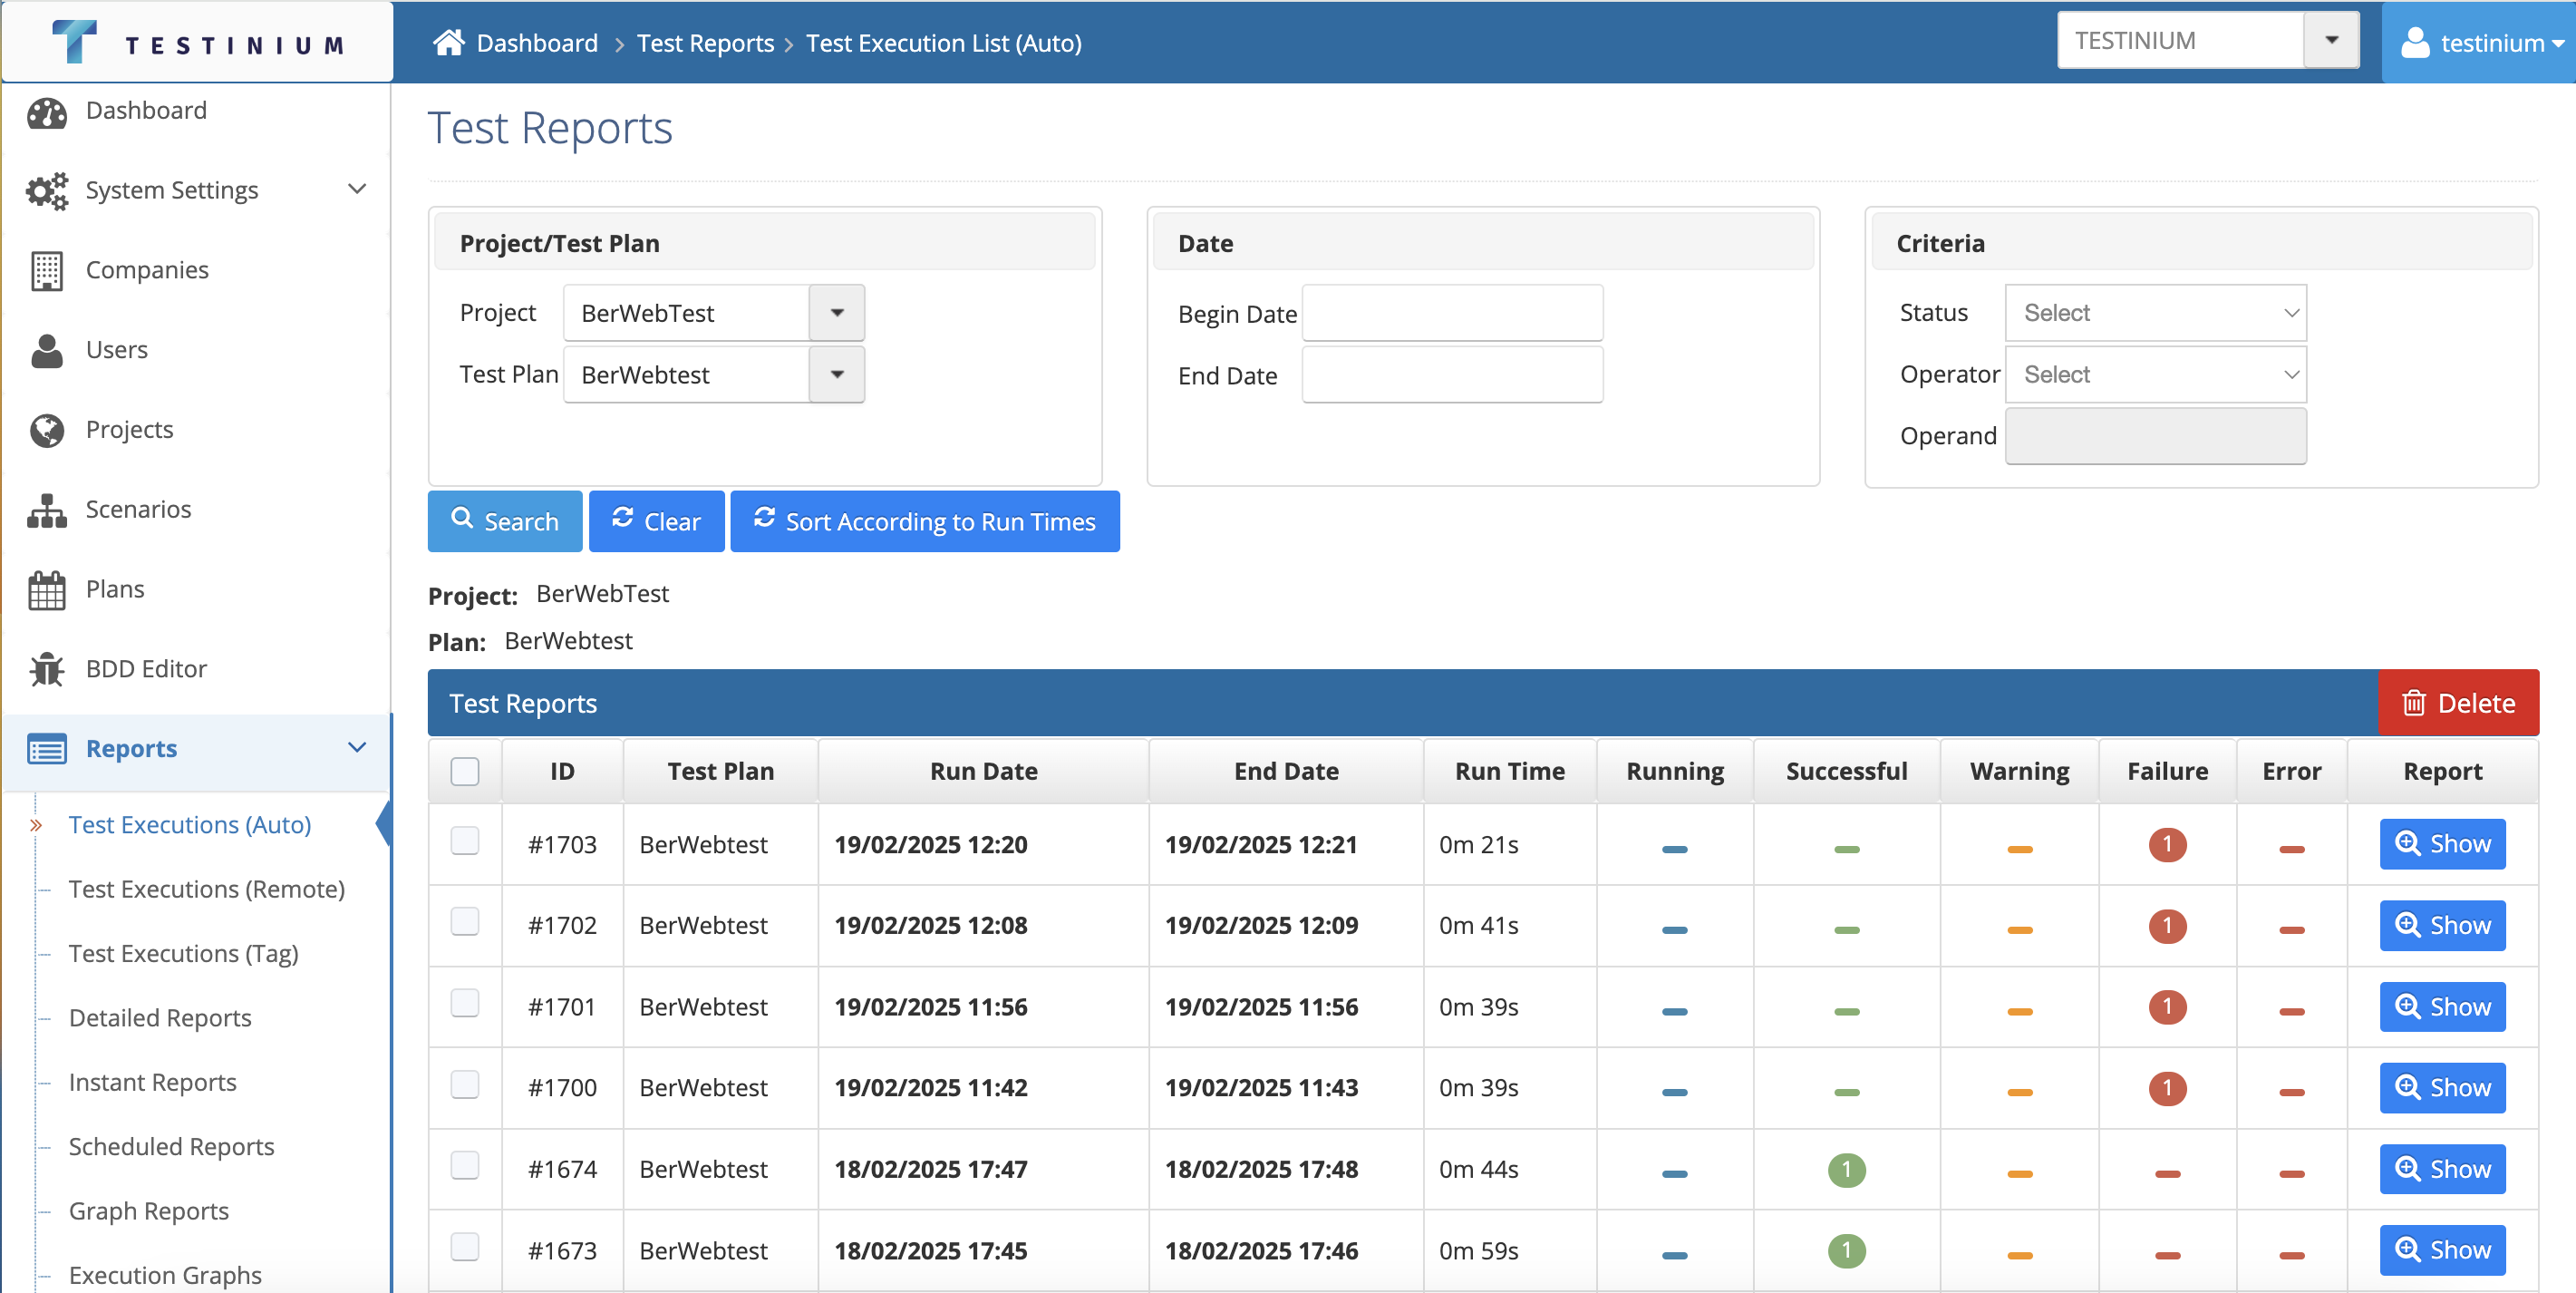 TESTINIUM
Dashboard > Test Reports > Test Execution List (Auto)
TESTINIUM
testinium
Dashboard
System Settings
Companies
Users
Projects
Scenarios
Plans
BDD Editor
Reports
Test Executions (Auto)
Test Executions (Remote)
Test Executions (Tag)
Detailed Reports
Instant Reports
Scheduled Reports
Graph Reports
Execution Graphs
Test Reports
Project/Test Plan
Project BerWebTest
Test Plan BerWebtest
Date
Begin Date
End Date
Criteria
Status Select
Operator Select
Operand
Search Clear Sort According to Run Times
Project: BerWebTest
Plan: BerWebtest
Test Reports Delete
ID Test Plan Run Date End Date Run Time Running Successful Warning Failure Error Report
#1703 BerWebtest 19/02/2025 12:20 19/02/2025 12:21 0m 21s 1 Show
#1702 BerWebtest 19/02/2025 12:08 19/02/2025 12:09 0m 41s 1 Show
#1701 BerWebtest 19/02/2025 11:56 19/02/2025 11:56 0m 39s 1 Show
#1700 BerWebtest 19/02/2025 11:42 19/02/2025 11:43 0m 39s 1 Show
#1674 BerWebtest 18/02/2025 17:47 18/02/2025 17:48 0m 44s 1 Show
#1673 BerWebtest 18/02/2025 17:45 18/02/2025 17:46 0m 59s 1 Show